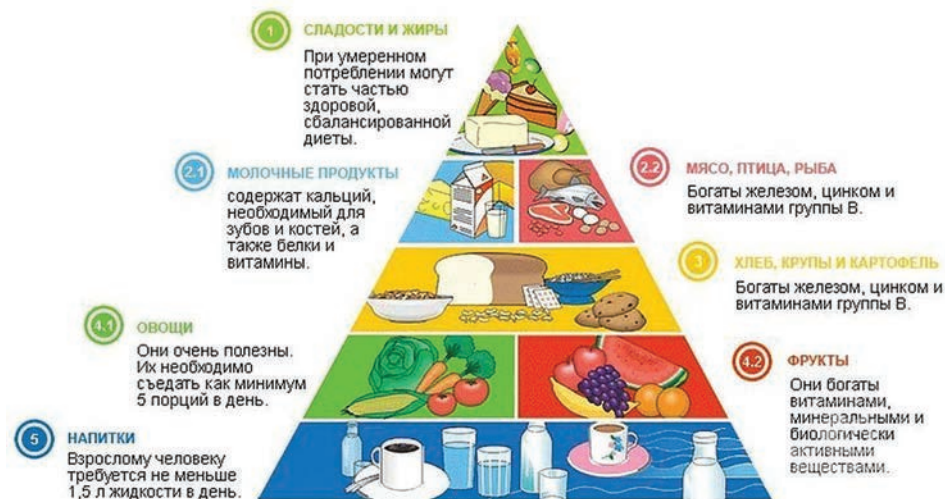 1 СЛАДОСТИ И ЖИРЫ
При умеренном
потреблении могут
стать частью
здоровой,
сбалансированной
диеты.
2.1 МОЛОЧНЫЕ ПРОДУКТЫ
содержат кальций,
необходимый для
зубов и костей, а
также белки и
витамины.
2.2 МЯСО, ПТИЦА, РЫБА
Богаты железом, цинком и
витаминами группы В.
3 ХЛЕБ, КРУПЫ И КАРТОФЕЛЬ
Богаты железом, цинком и
витаминами группы В.
4.1 ОВОЩИ
Они очень полезны.
Их необходимо
съедать как минимум
5 порций в день.
4.2 ФРУКТЫ
Они богаты
витаминами,
минеральными и
биологически
активными
веществами.
5 НАПИТКИ
Взрослому человеку
требуется не меньше
1,5 л жидкости в день.